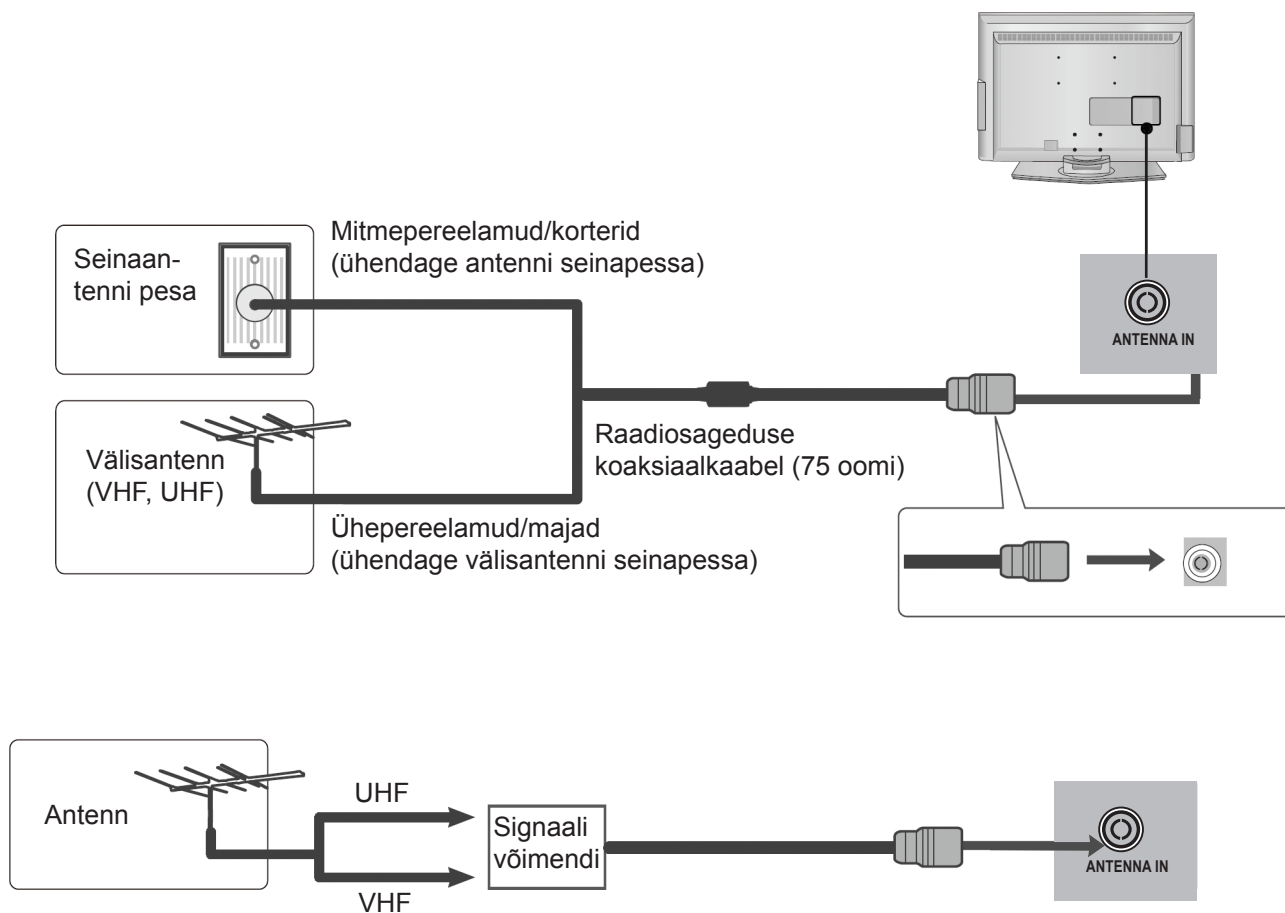 Mitmepereelamud/korterid
(ühendage antenni seinapessa)
Seinaan-
tenni pesa
ANTENNA IN
Välisantenn
(VHF, UHF)
Raadiosageduse
koaksiaalkaabel (75 oomi)
Ühepereelamud/majad
(ühendage välisantenni seinapessa)
Antenn
UHF
VHF
Signaali
võimendi
ANTENNA IN